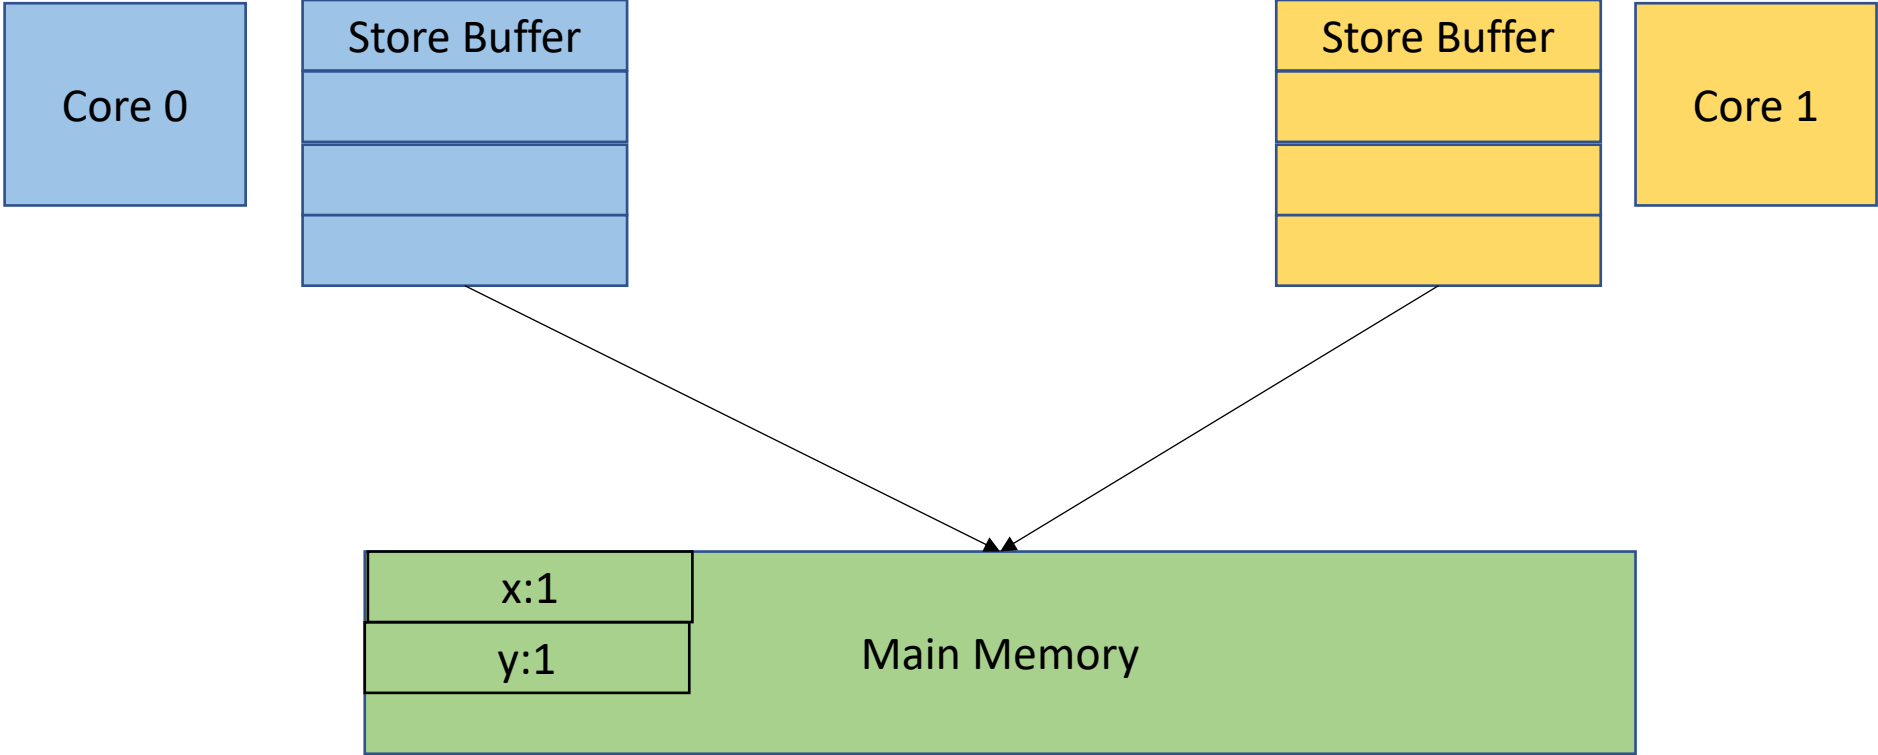 Core 0
Store Buffer
Store Buffer
Core 1
x:1
y:1
Main Memory